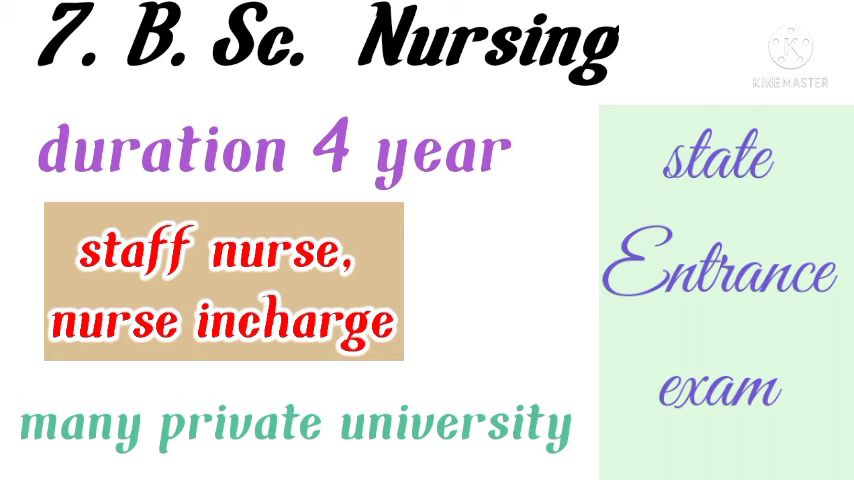 7. B. Sc. Nursing
KINEMASTER
duration 4 year
staff nurse,
nurse incharge
many private university
state
Entrance
exam